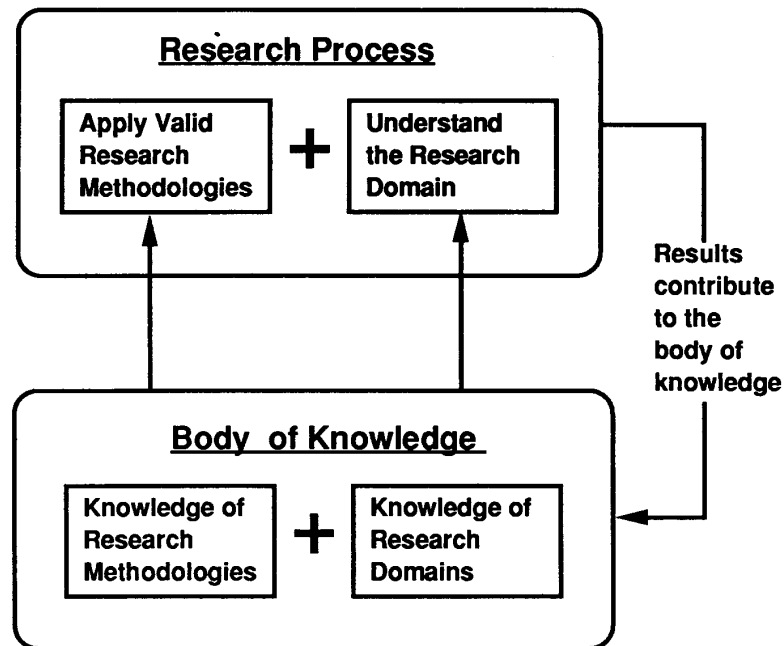 Research Process
Apply Valid
Research
Methodologies
+
Understand
the Research
Domain
Results
contribute
to the
body of
knowledge
Body of Knowledge
Knowledge of
Research
Methodologies
+
Knowledge of
Research
Domains